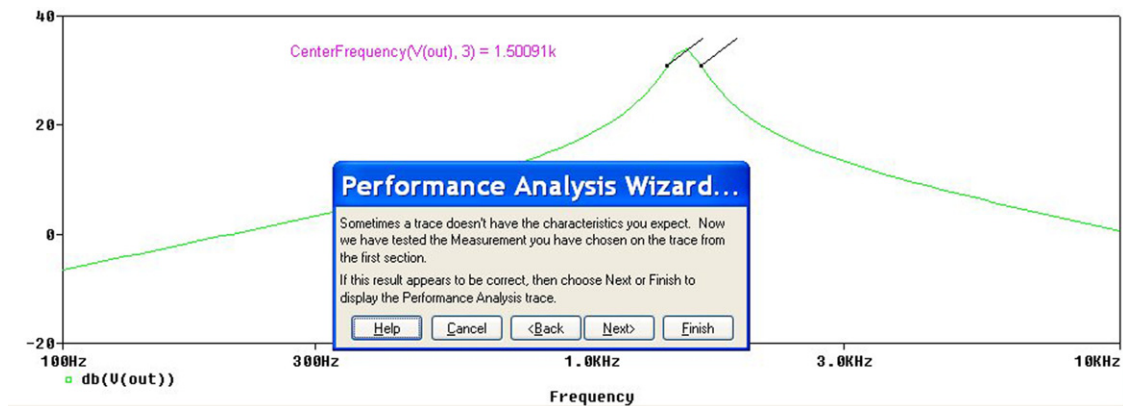 40
CenterFrequency(V(out), 3) = 1.50091k
20
0
-20
Performance Analysis Wizard...
Sometimes a trace doesn't have the characteristics you expect. Now
we have tested the Measurement you have chosen on the trace from
the first section.
If this result appears to be correct, then choose Next or Finish to
display the Performance Analysis trace.
Help Cancel <Back Next> Finish
100Hz 300Hz 1.0KHz 3.0KHz 10KHz
db(V(out))
Frequency